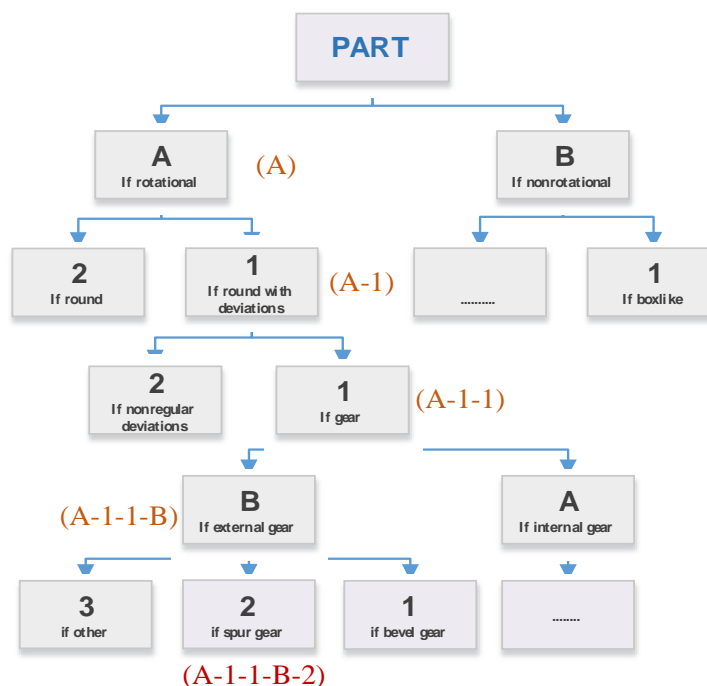 PART
A
If rotational
(A)
B
If nonrotational
2
If round
1
If round with
deviations
(A-1)
..........
1
If boxlike
2
If nonregular
deviations
1
If gear
(A-1-1)
(A-1-1-B)
B
If external gear
A
If internal gear
3
if other
2
if spur gear
1
if bevel gear
........
(A-1-1-B-2)